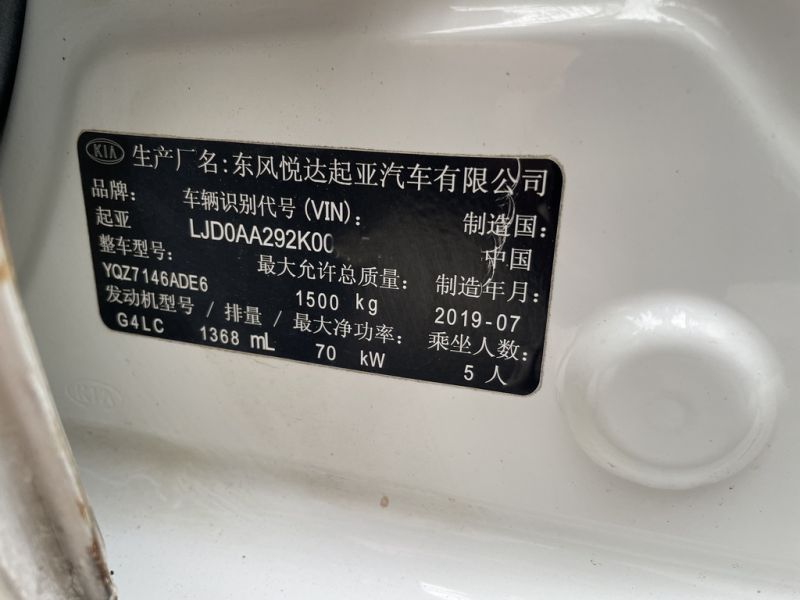 KIA 生产厂名:东风悦达起亚汽车有限公司
品牌: 车辆识别代号(VIN): 制造国:
起亚 LJD0AA292K00 中国
整车型号: 最大允许总质量: 制造年月:
YQZ7146ADE6 1500 kg 2019-07
发动机型号/排量/最大净功率: 乘坐人数:
G4LC 1368 mL 70 kW 5 人
KIA